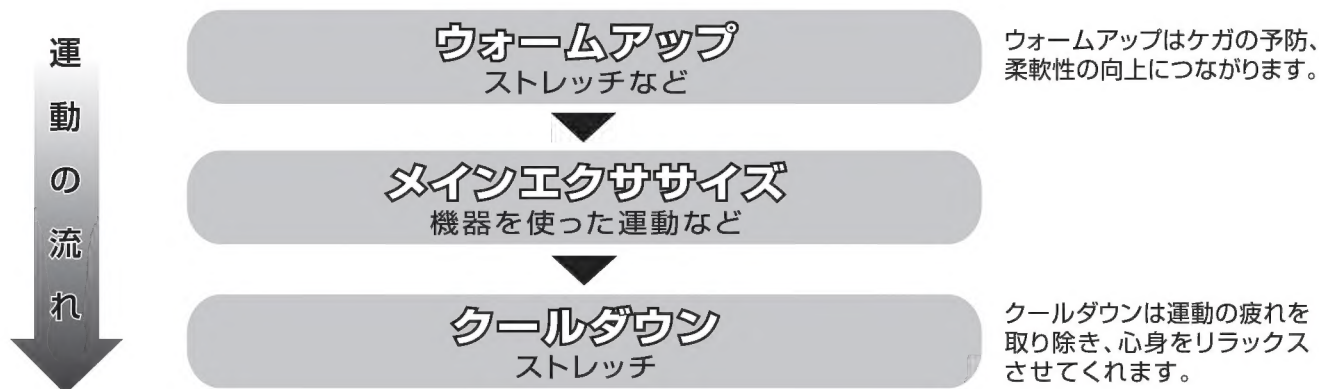 運動の流れ
ウォームアップ
ストレッチなど
ウォームアップはケガの予防、
柔軟性の向上につながります。
メインエクササイズ
機器を使った運動など
クールダウン
ストレッチ
クールダウンは運動の疲れを
取り除き、心身をリラックス
させてくれます。